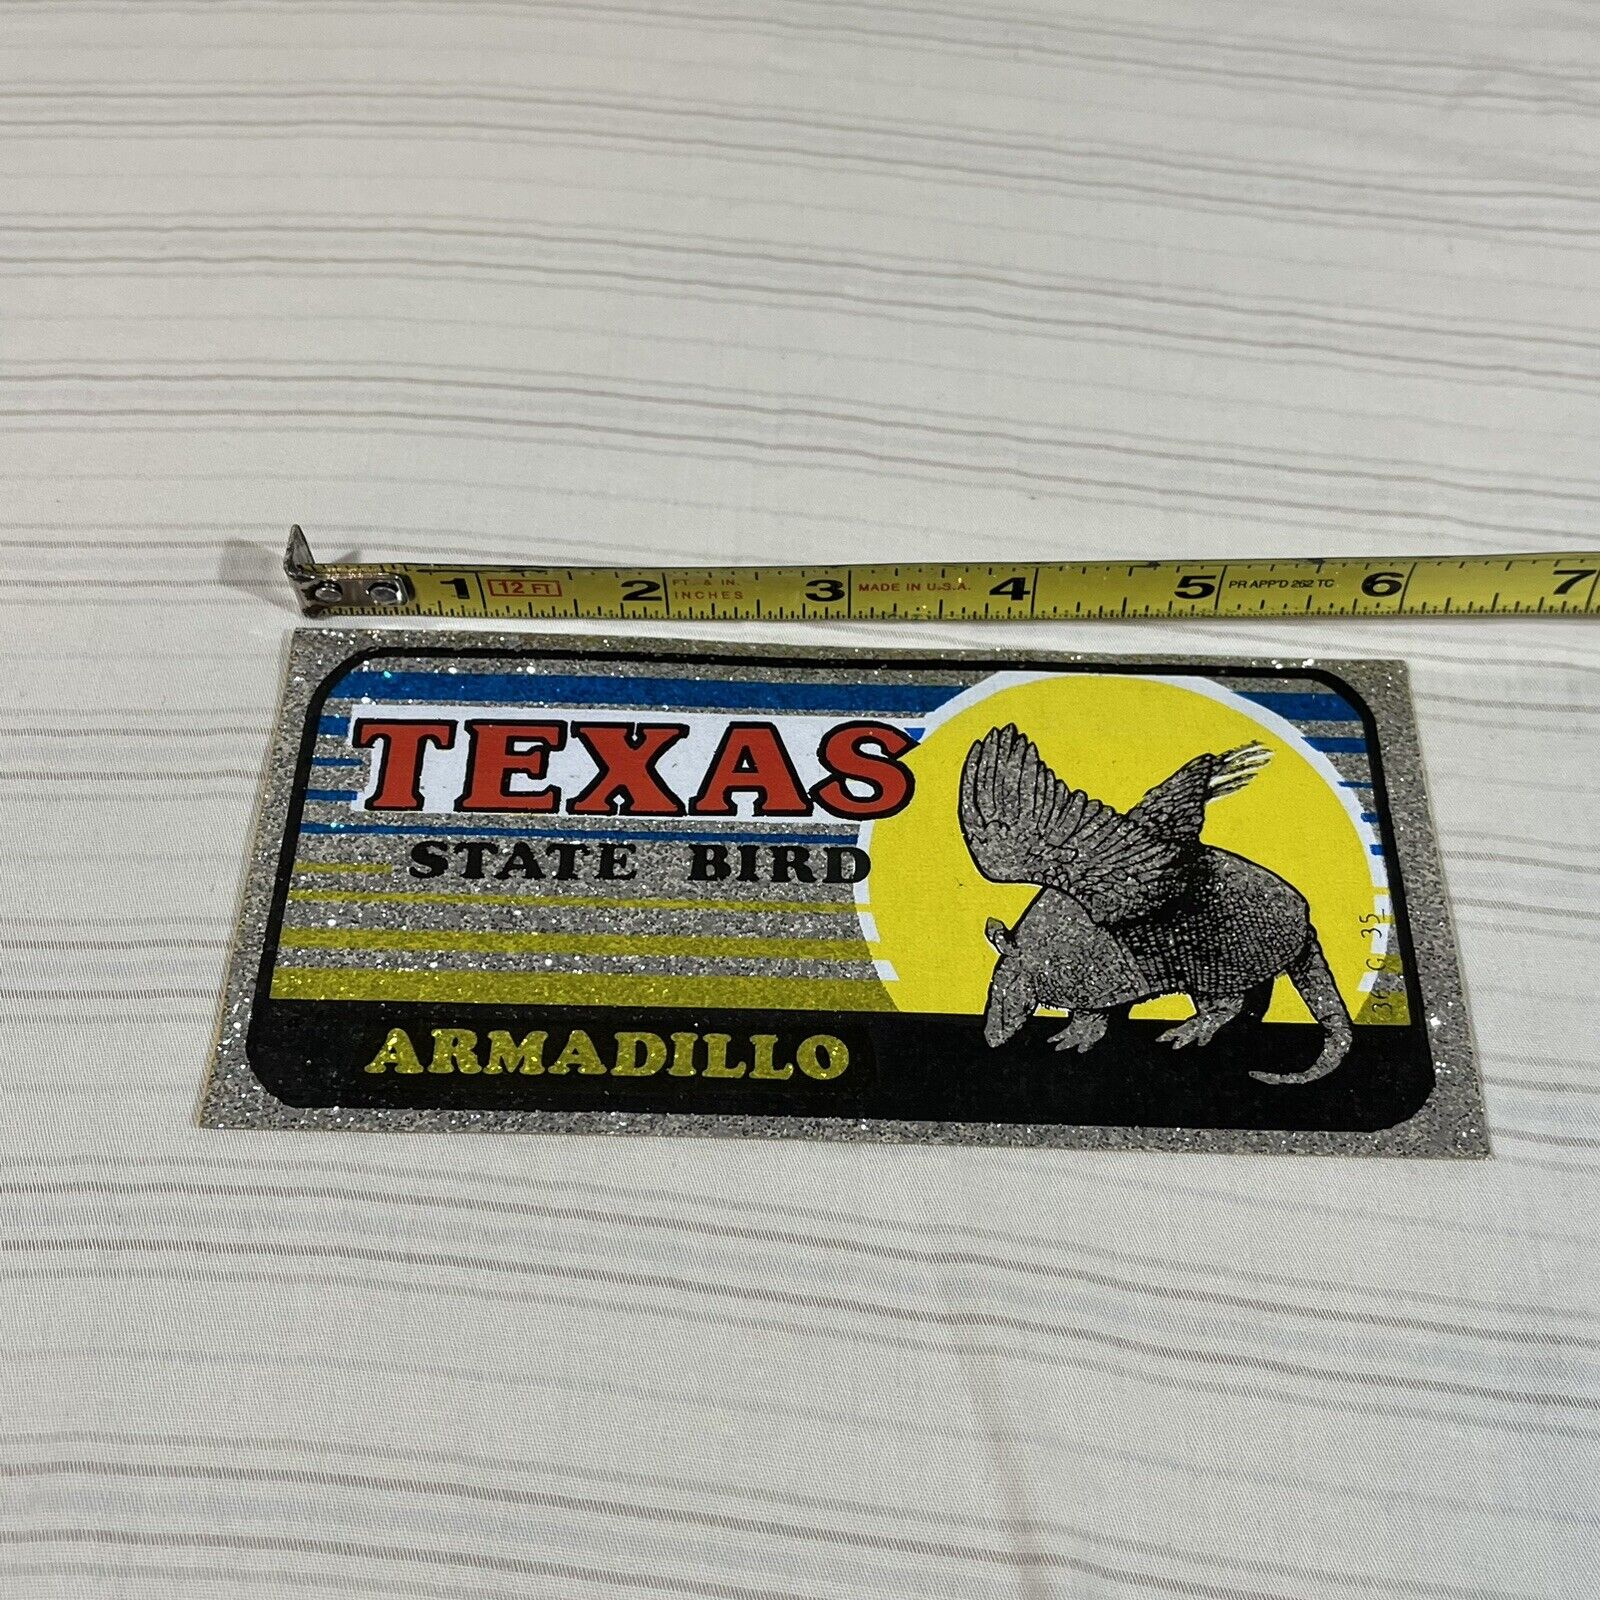 1 12 FT 2 FT. & IN. 3 MADE IN U.S.A. 4 5 PR APP'D 262 TC 6 7
INCHES
TEXAS
STATE BIRD
ARMADILLO